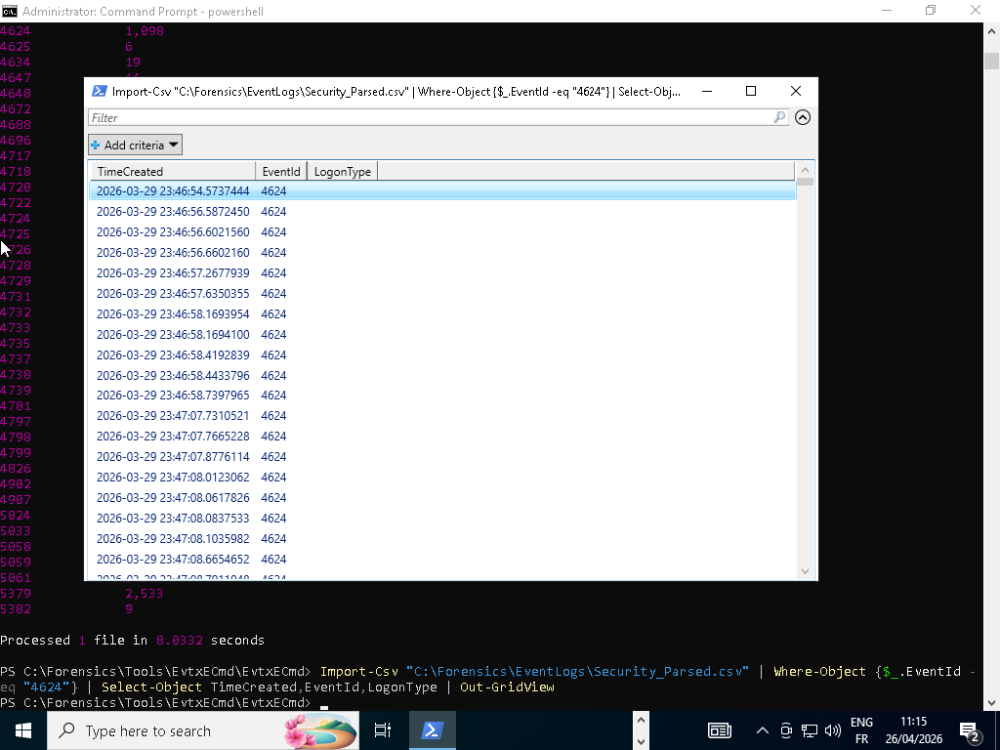 Administrator: Command Prompt - powershell
4624 1,098
4625 6
4634 19
4647
4648
4672
4688
4696
4717
4718
4720
4722
4724
4725
4726
4728
4729
4731
4732
4733
4735
4737
4738
4739
4781
4797
4798
4799
4826
4902
4907
5024
5033
5058
5059
5061
5379 2,533
5382 9
Import-Csv "C:\Forensics\EventLogs\Security_Parsed.csv" | Where-Object {$_.EventId -eq "4624"} | Select-Obj...
Filter
Add criteria
TimeCreated EventId LogonType
2026-03-29 23:46:54.5737444 4624
2026-03-29 23:46:56.5872450 4624
2026-03-29 23:46:56.6021560 4624
2026-03-29 23:46:56.6602160 4624
2026-03-29 23:46:57.2677939 4624
2026-03-29 23:46:57.6350355 4624
2026-03-29 23:46:58.1693954 4624
2026-03-29 23:46:58.1694100 4624
2026-03-29 23:46:58.4192839 4624
2026-03-29 23:46:58.4433796 4624
2026-03-29 23:46:58.7397965 4624
2026-03-29 23:47:07.7310521 4624
2026-03-29 23:47:07.7665228 4624
2026-03-29 23:47:07.8776114 4624
2026-03-29 23:47:08.0123062 4624
2026-03-29 23:47:08.0617826 4624
2026-03-29 23:47:08.0837533 4624
2026-03-29 23:47:08.1035982 4624
2026-03-29 23:47:08.6654652 4624
Processed 1 file in 8.0332 seconds
PS C:\Forensics\Tools\EvtxECmd\EvtxECmd> Import-Csv "C:\Forensics\EventLogs\Security_Parsed.csv" | Where-Object {$_.EventId -
eq "4624"} | Select-Object TimeCreated,EventId,LogonType | Out-GridView
PS C:\Forensics\Tools\EvtxECmd\EvtxECmd>
Type here to search
ENG
FR
11:15
26/04/2026
2